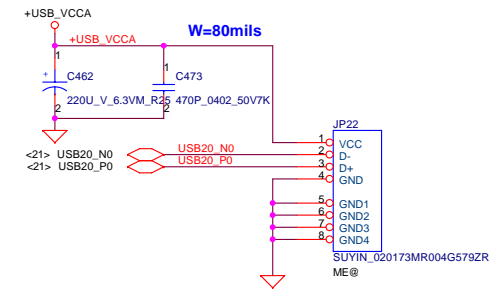 +USB_VCCA
+USB_VCCA
W=80mils
1
+
C462
2
220U_V_6.3VM_R25
1
C473
2
470P_0402_50V7K
JP22
<21> USB20_N0
USB20_N0
<21> USB20_P0
USB20_P0
1 VCC
2 D-
3 D+
4 GND
5 GND1
6 GND2
7 GND3
8 GND4
SUYIN_020173MR004G579ZR
ME@